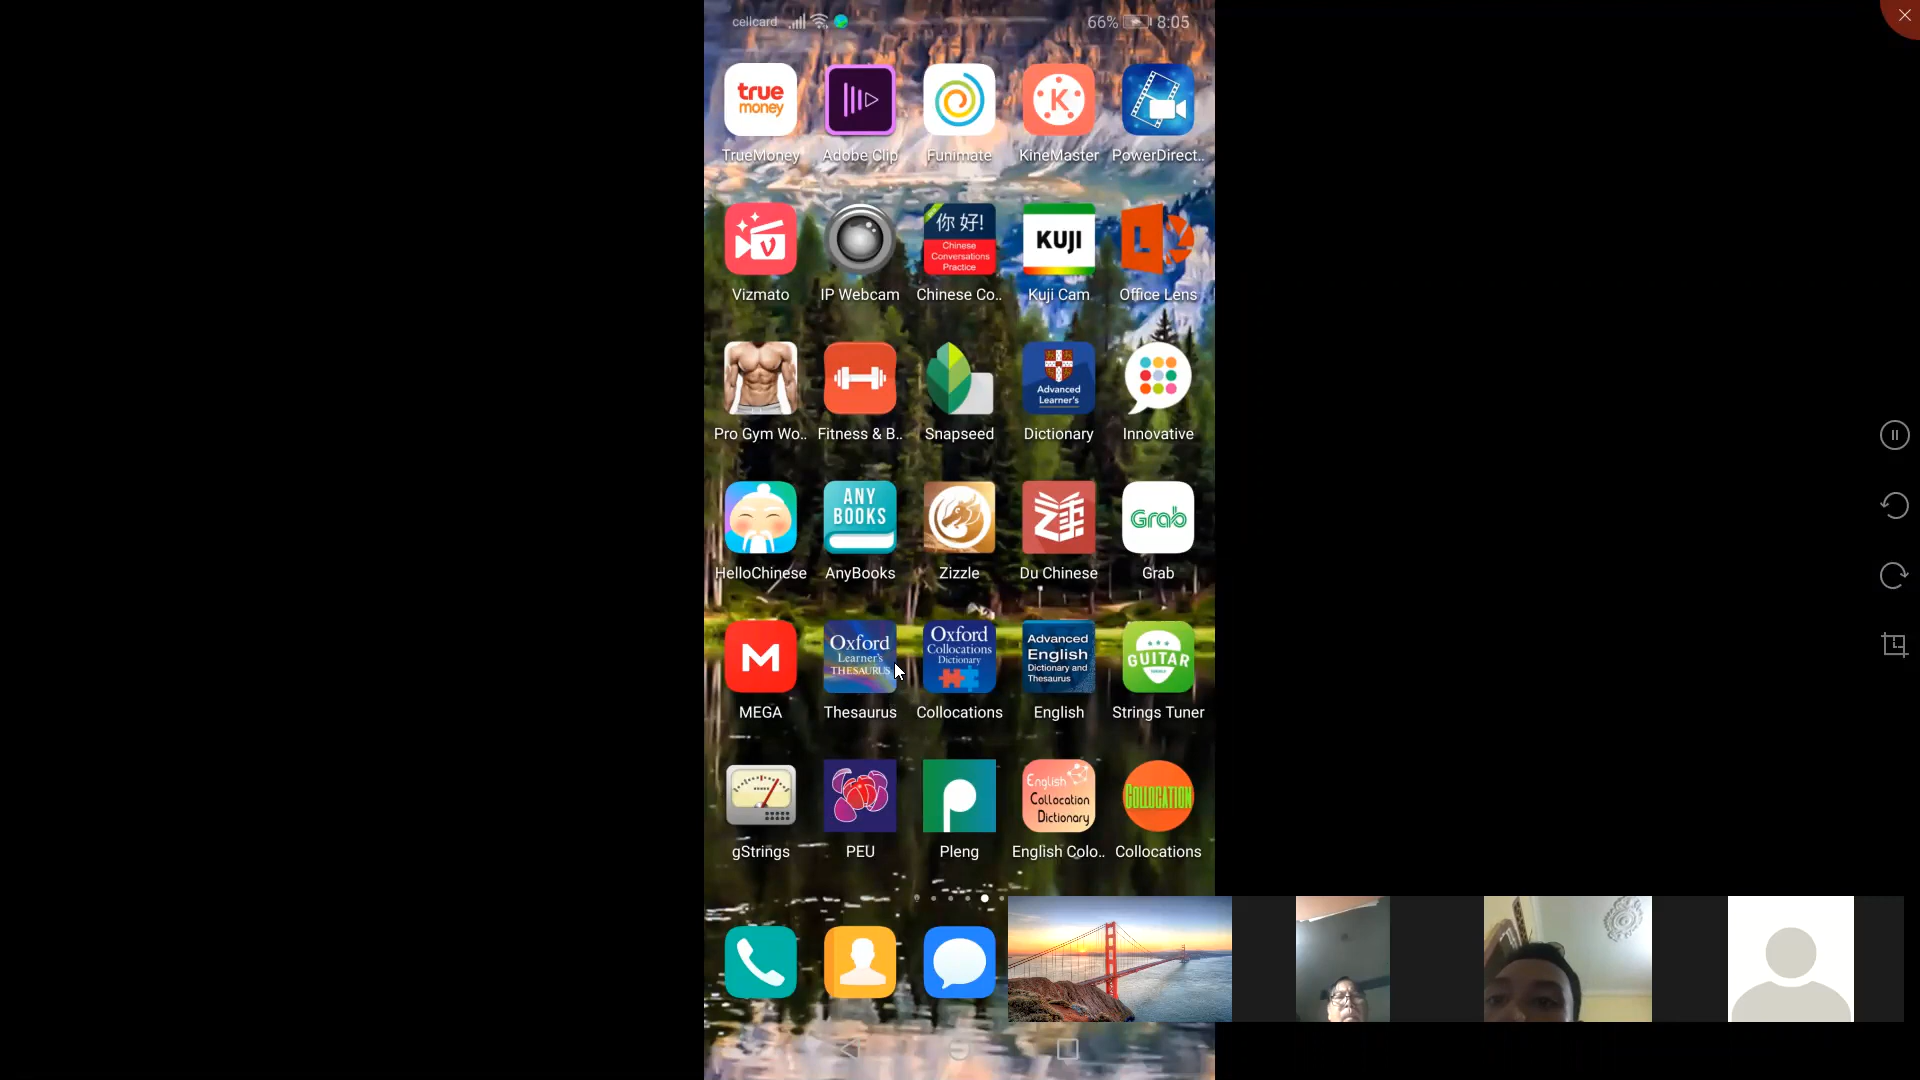 cellcard 66% 8:05
true money
K
TrueMoney Adobe Clip Funimate KineMaster PowerDirect..
V
你好!
Chinese
Conversations
Practice
KUJI
L
Vizmato IP Webcam Chinese Co.. Kuji Cam Office Lens
Advanced
Learner's
Pro Gym Wo.. Fitness & B.. Snapseed Dictionary Innovative
ANY
BOOKS
Grab
HelloChinese AnyBooks Zizzle Du Chinese Grab
M
Oxford
Learner's
THESAURUS
Oxford
Collocations
Dictionary
Advanced
English
Dictionary and
Thesaurus
GUITAR
MEGA Thesaurus Collocations English Strings Tuner
P
English
Collocation
Dictionary
COLLOCATION
gStrings PEU Pleng English Colo.. Collocations